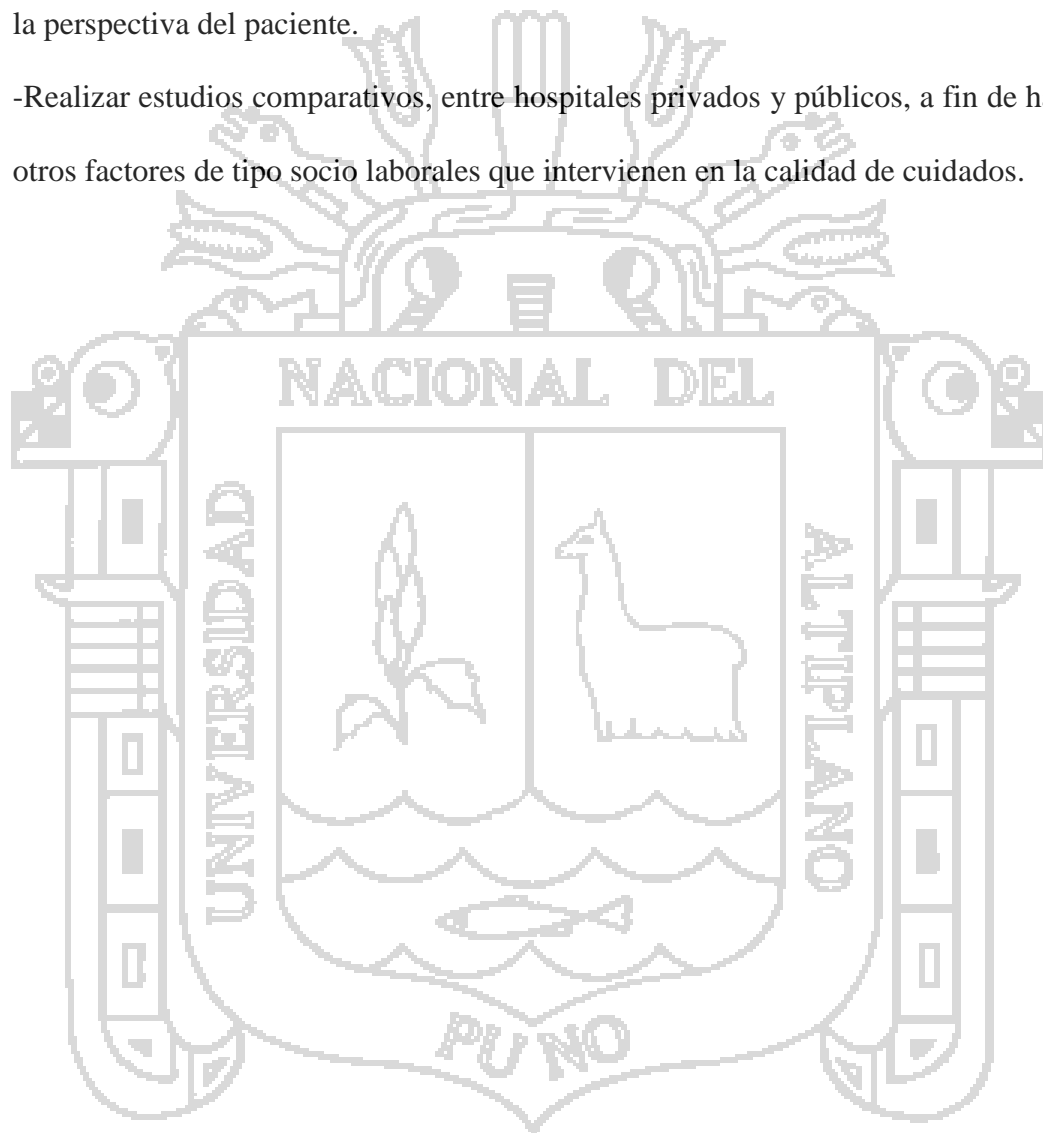 la perspectiva del paciente.
-Realizar estudios comparativos, entre hospitales privados y públicos, a fin de h
otros factores de tipo socio laborales que intervienen en la calidad de cuidados.
NACIONAL DEL
UNIVERSIDAD
ALTIPLANO
PUNO